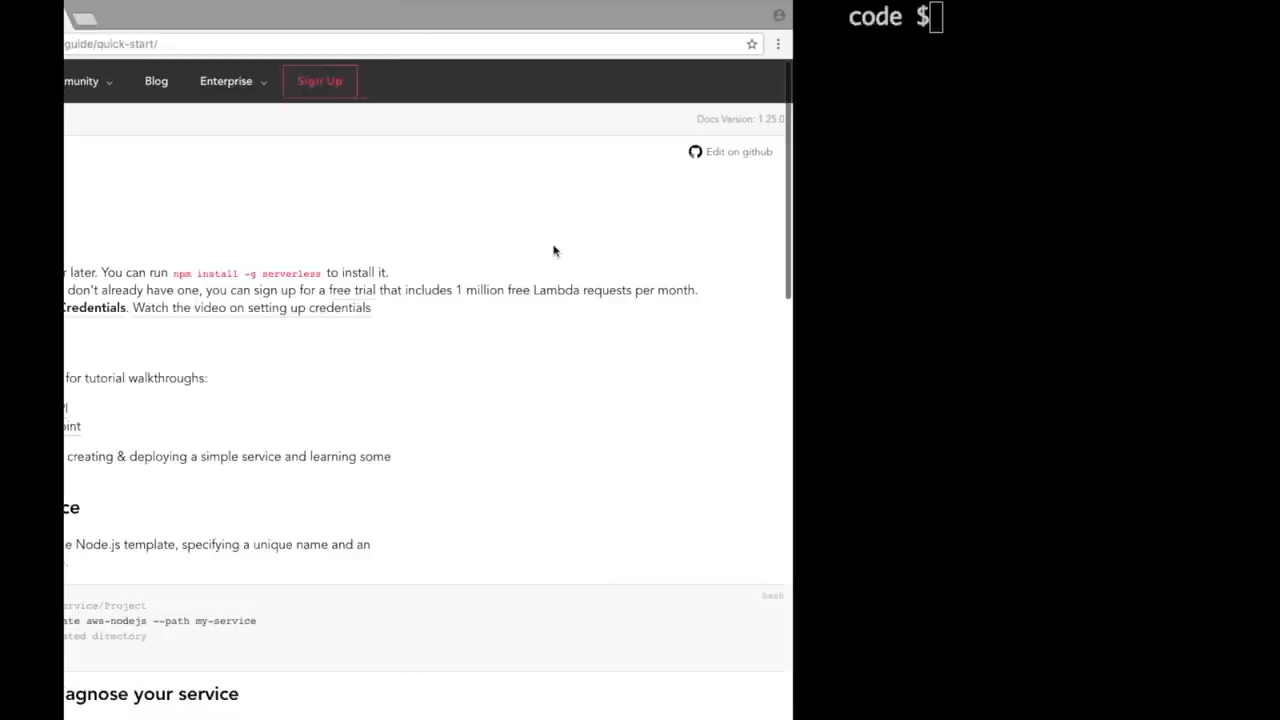 guide/quick-start/
munity Blog Enterprise Sign Up
Docs Version: 1.25.0
Edit on github
r later. You can run npm install -g serverless to install it.
don't already have one, you can sign up for a free trial that includes 1 million free Lambda requests per month.
Credentials. Watch the video on setting up credentials
for tutorial walkthroughs:
PI
oint
creating & deploying a simple service and learning some
ce
e Node.js template, specifying a unique name and an
bash
ervice/Project
ate aws-nodejs --path my-service
ated directory
agnose your service
code $